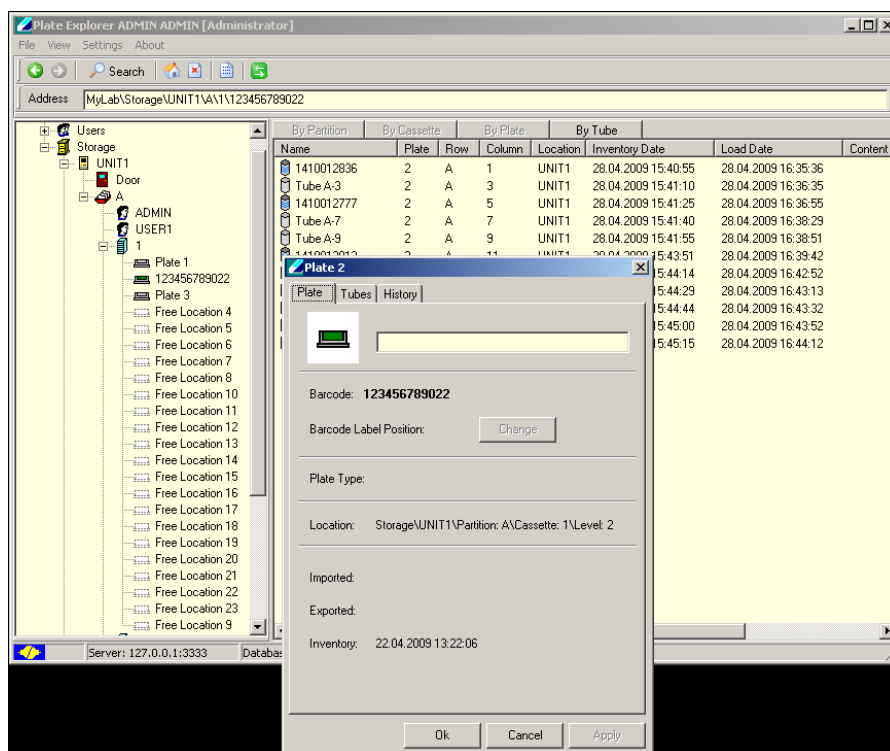 Plate Explorer ADMIN ADMIN [Administrator]
File View Settings About
Search
Address MyLab\Storage\UNIT1\A\1\123456789022
Users
Storage
UNIT1
Door
A
ADMIN
USER1
1
Plate 1
123456789022
Plate 3
Free Location 4
Free Location 5
Free Location 6
Free Location 7
Free Location 8
Free Location 10
Free Location 11
Free Location 12
Free Location 13
Free Location 14
Free Location 15
Free Location 16
Free Location 17
Free Location 18
Free Location 19
Free Location 20
Free Location 21
Free Location 22
Free Location 23
Free Location 9
By Partition By Cassette By Plate By Tube
Name Plate Row Column Location Inventory Date Load Date Content
1410012836 2 A 1 UNIT1 28.04.2009 15:40:55 28.04.2009 16:35:36
Tube A-3 2 A 3 UNIT1 28.04.2009 15:41:10 28.04.2009 16:36:35
1410012777 2 A 5 UNIT1 28.04.2009 15:41:25 28.04.2009 16:36:55
Tube A-7 2 A 7 UNIT1 28.04.2009 15:41:40 28.04.2009 16:38:29
Tube A-9 2 A 9 UNIT1 28.04.2009 15:41:55 28.04.2009 16:38:51
15:43:51 28.04.2009 16:39:42
15:44:14 28.04.2009 16:42:52
15:44:29 28.04.2009 16:43:13
15:44:44 28.04.2009 16:43:32
15:45:00 28.04.2009 16:43:52
15:45:15 28.04.2009 16:44:12
Plate 2
Plate Tubes History
Barcode: 123456789022
Barcode Label Position: Change
Plate Type:
Location: Storage\UNIT1\Partition: A\Cassette: 1\Level: 2
Imported:
Exported:
Inventory: 22.04.2009 13:22:06
Ok Cancel Apply
Server: 127.0.0.1:3333 Databas